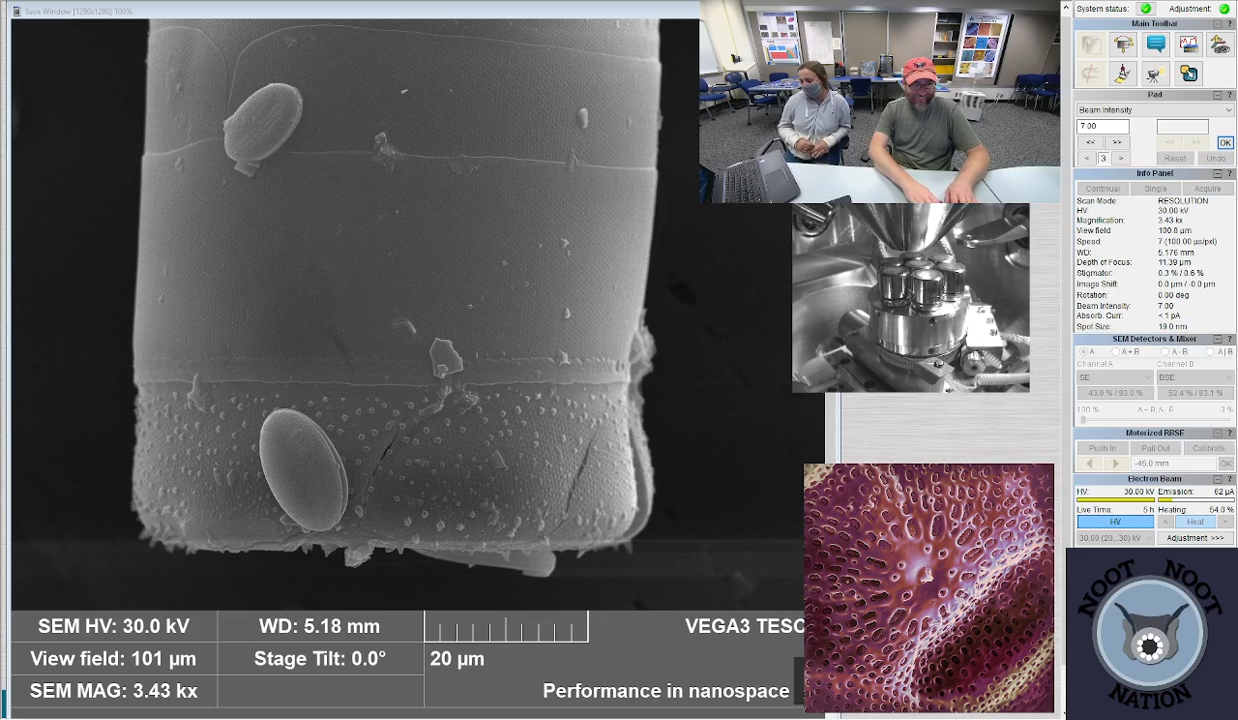 Save Window [1280x1280] 100%
SEM HV: 30.0 kV
WD: 5.18 mm
VEGA3 TESC
View field: 101 µm
Stage Tilt: 0.0°
20 µm
SEM MAG: 3.43 kx
Performance in nanospace
System status:
Adjustment:
Main Toolbar
Pad
Beam Intensity
7.00
<< >>
<< >>
OK
< 3 >
Reset
Undo
Info Panel
Continual
Single
Acquire
Scan Mode: RESOLUTION
HV: 30.00 kV
Magnification: 3.43 kx
View field: 100.8 µm
Speed: 7 (100.00 µs/pxl)
WD: 5.176 mm
Depth of Focus: 11.39 µm
Stigmator: 0.3 % / 0.6 %
Image Shift: 0.0 µm / -0.0 µm
Rotation: 0.00 deg
Beam Intensity: 7.00
Absorb. Curr: < 1 pA
Spot Size: 19.0 nm
SEM Detectors & Mixer
A A+B A-B A|B
SE
BSE
43.9 % / 93.0 %
52.4 % / 93.1 %
100 %
0 %
Motorized RBSE
Push In
Pull Out
Calibrate
-45.0 mm
OK
Electron Beam
HV: 30.00 kV
Emission: 62 µA
Live Time: 5 h
Heating: 54.0 %
HV
< Heat >
30.00 (20...30) kV
Adjustment >>>
NOOT NOOT
NATION